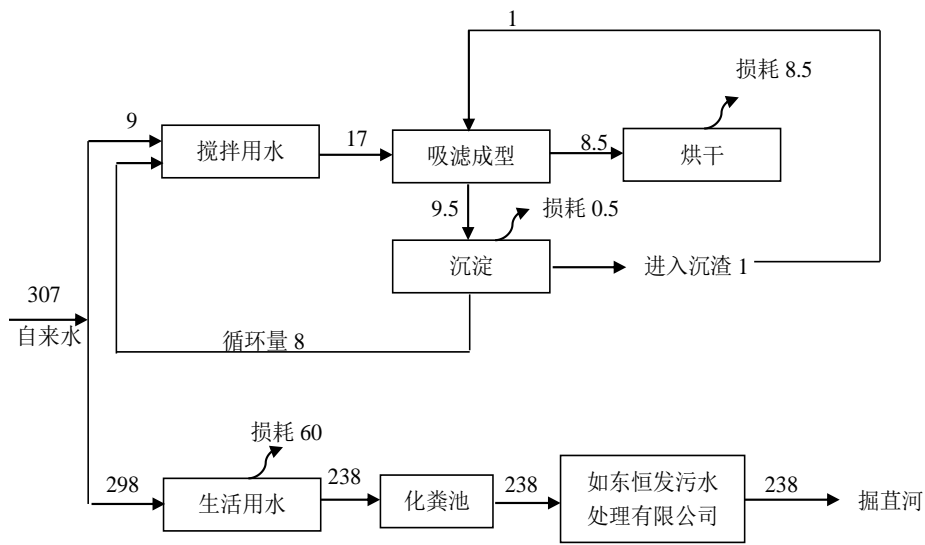 1
损耗 8.5
9
搅拌用水
17
吸滤成型
8.5
烘干
9.5
损耗 0.5
沉淀
进入沉渣 1
307
自来水
循环量 8
损耗 60
298
生活用水
238
化粪池
238
如东恒发污水
处理有限公司
238
掘苴河